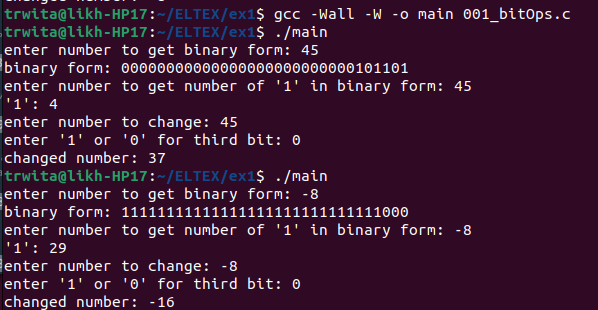 trwita@likh-HP17:~/ELTEX/ex1$ gcc -Wall -W -o main 001_bitOps.c
trwita@likh-HP17:~/ELTEX/ex1$ ./main
enter number to get binary form: 45
binary form: 00000000000000000000000000101101
enter number to get number of '1' in binary form: 45
'1': 4
enter number to change: 45
enter '1' or '0' for third bit: 0
changed number: 37
trwita@likh-HP17:~/ELTEX/ex1$ ./main
enter number to get binary form: -8
binary form: 11111111111111111111111111111000
enter number to get number of '1' in binary form: -8
'1': 29
enter number to change: -8
enter '1' or '0' for third bit: 0
changed number: -16